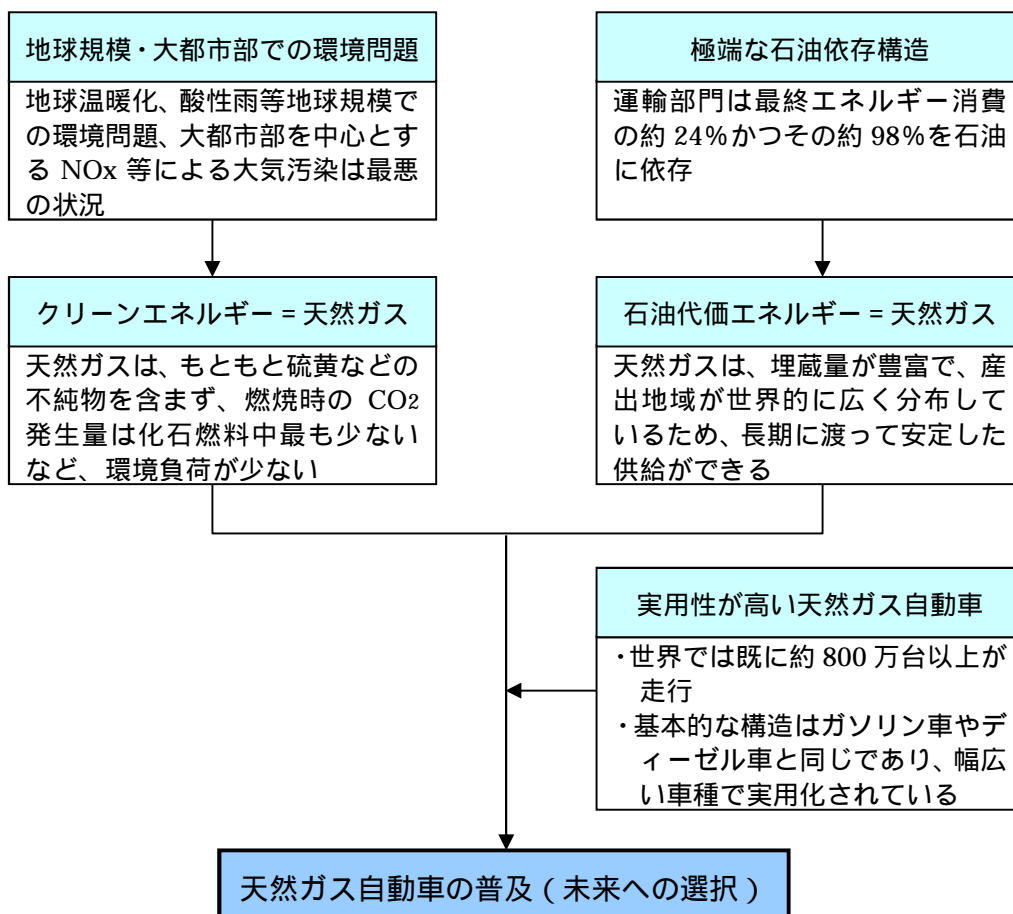 地球規模・大都市部での環境問題
地球温暖化、酸性雨等地球規模で
の環境問題、大都市部を中心とす
る NOx 等による大気汚染は最悪
の状況
極端な石油依存構造
運輸部門は最終エネルギー消費
の約 24%かつその約 98%を石油
に依存
クリーンエネルギー = 天然ガス
天然ガスは、もともと硫黄などの
不純物を含まず、燃焼時の CO2
発生量は化石燃料中最も少ない
など、環境負荷が少ない
石油代価エネルギー = 天然ガス
天然ガスは、埋蔵量が豊富で、産
出地域が世界的に広く分布して
いるため、長期に渡って安定した
供給ができる
実用性が高い天然ガス自動車
・世界では既に約 800 万台以上が
走行
・基本的な構造はガソリン車やデ
ィーゼル車と同じであり、幅広
い車種で実用化されている
天然ガス自動車の普及（未来への選択）